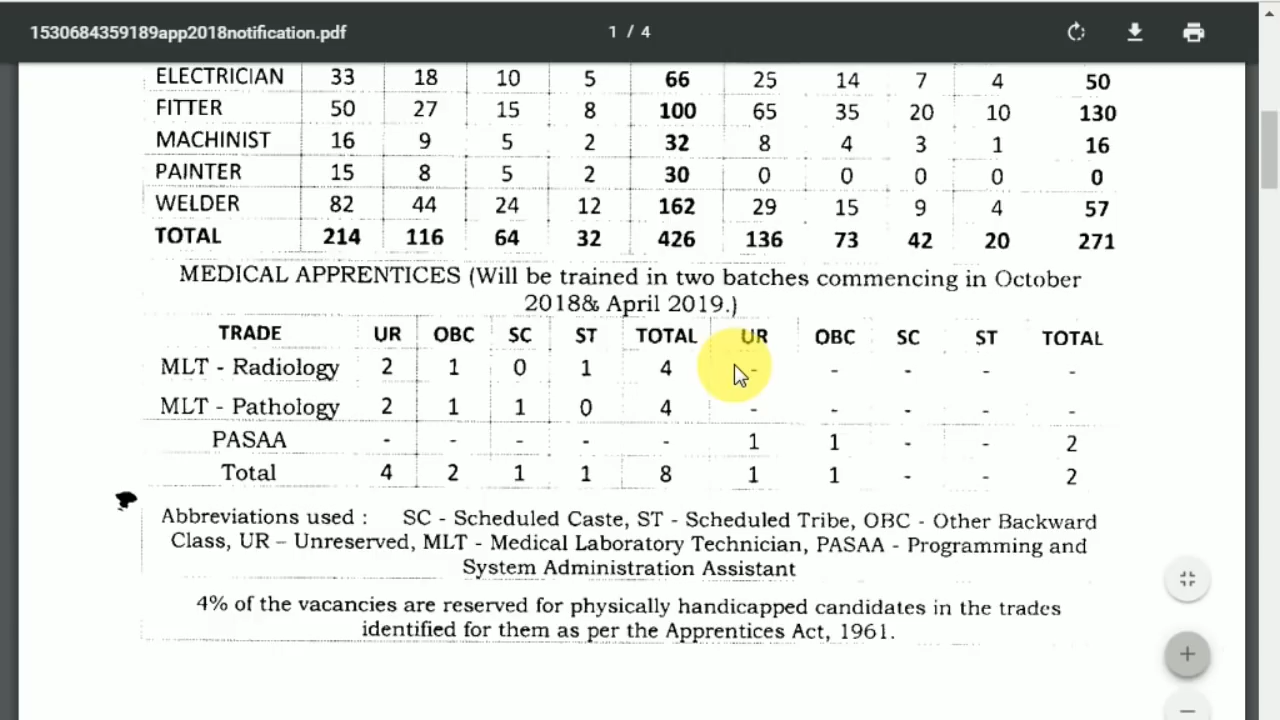 1530684359189app2018notification.pdf 1 / 4
ELECTRICIAN 33 18 10 5 66 25 14 7 4 50
FITTER 50 27 15 8 100 65 35 20 10 130
MACHINIST 16 9 5 2 32 8 4 3 1 16
PAINTER 15 8 5 2 30 0 0 0 0 0
WELDER 82 44 24 12 162 29 15 9 4 57
TOTAL 214 116 64 32 426 136 73 42 20 271
MEDICAL APPRENTICES (Will be trained in two batches commencing in October
2018& April 2019.)
TRADE UR OBC SC ST TOTAL UR OBC SC ST TOTAL
MLT - Radiology 2 1 0 1 4 - - - - -
MLT - Pathology 2 1 1 0 4 - - - - -
PASAA - - - - - 1 1 - - 2
Total 4 2 1 1 8 1 1 - - 2
Abbreviations used : SC - Scheduled Caste, ST - Scheduled Tribe, OBC - Other Backward
Class, UR – Unreserved, MLT - Medical Laboratory Technician, PASAA - Programming and
System Administration Assistant
4% of the vacancies are reserved for physically handicapped candidates in the trades
identified for them as per the Apprentices Act, 1961.